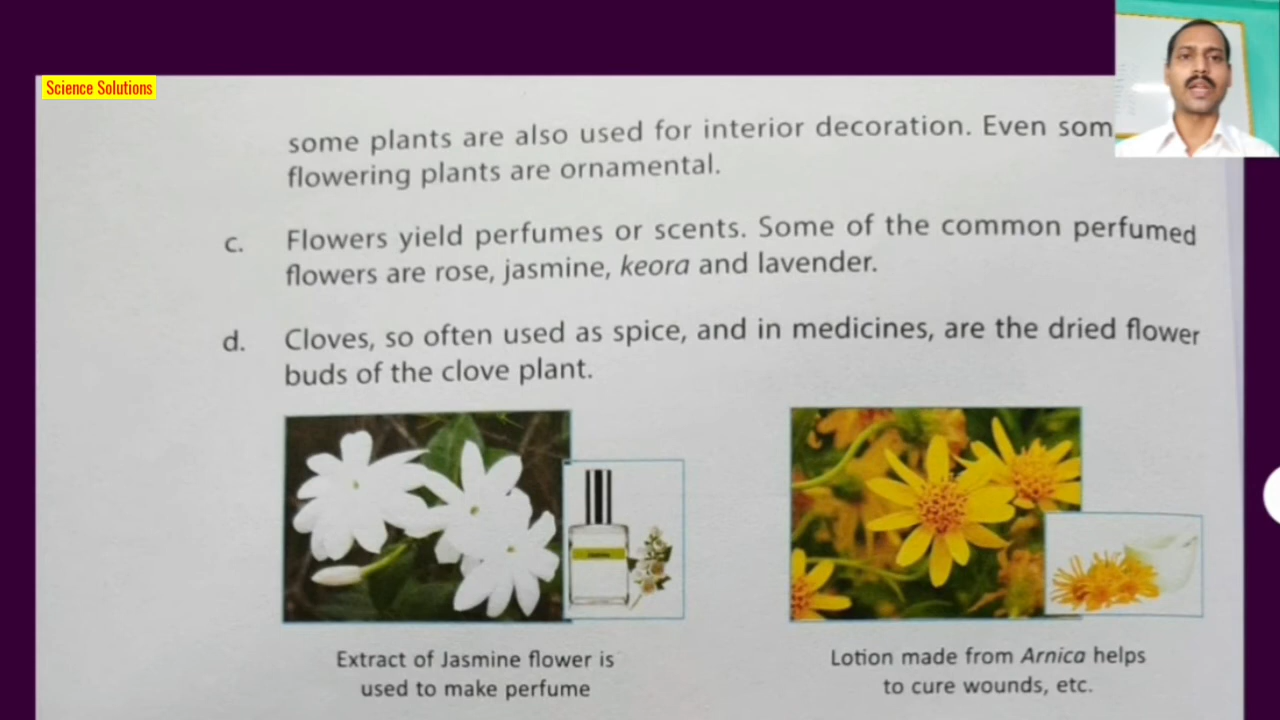 Science Solutions
some plants are also used for interior decoration. Even som
flowering plants are ornamental.
c. Flowers yield perfumes or scents. Some of the common perfumed
flowers are rose, jasmine, keora and lavender.
d. Cloves, so often used as spice, and in medicines, are the dried flower
buds of the clove plant.
Extract of Jasmine flower is
used to make perfume
Lotion made from Arnica helps
to cure wounds, etc.